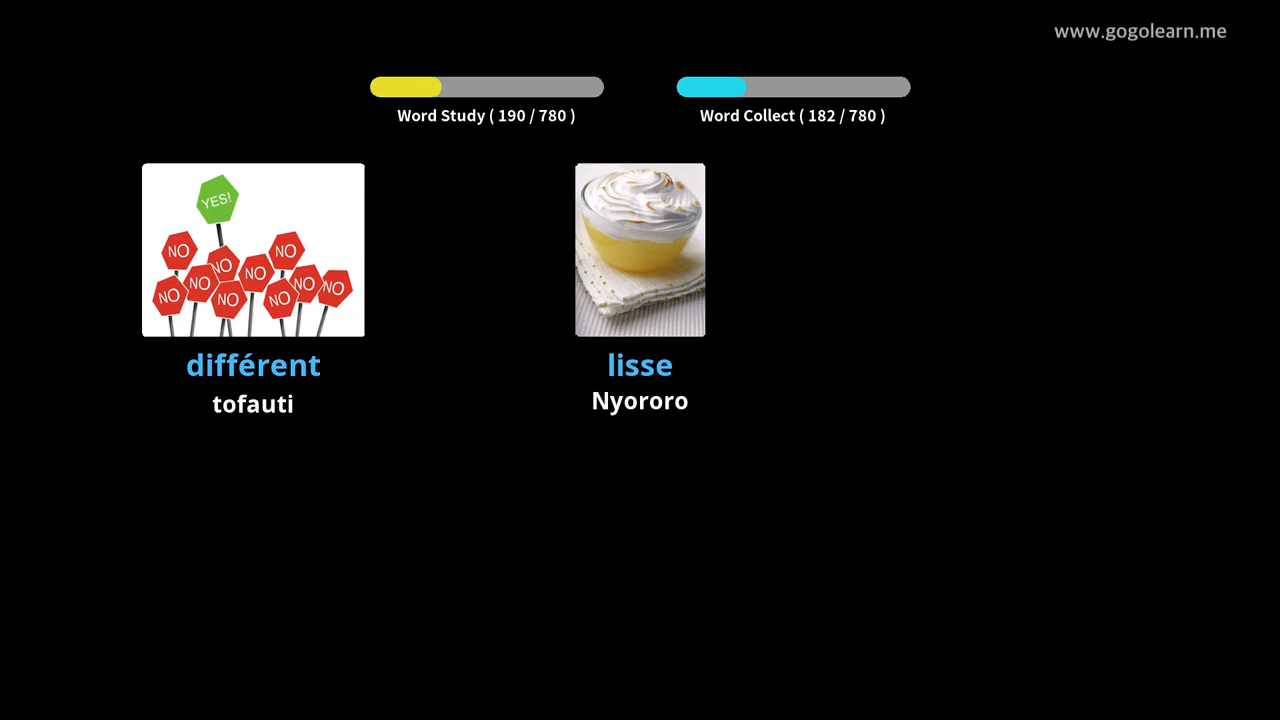 www.gogolearn.me
Word Study ( 190 / 780 )
Word Collect ( 182 / 780 )
YES!
NO
NO
NO
NO
NO
NO
NO
NO
NO
NO
différent
tofauti
lisse
Nyororo